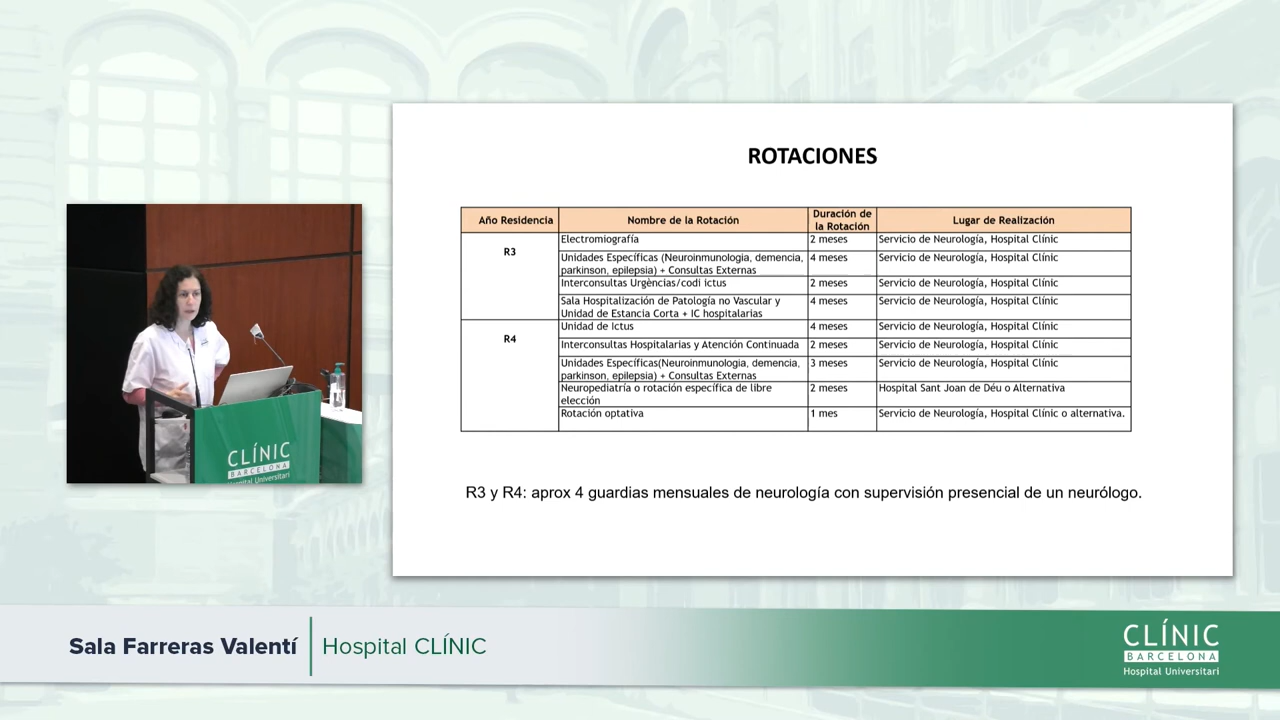 ROTACIONES
Año Residencia Nombre de la Rotación Duración de la Rotación Lugar de Realización
R3
Electromiografía 2 meses Servicio de Neurología, Hospital Clínic
Unidades Específicas (Neuroinmunologia, demencia, 4 meses Servicio de Neurología, Hospital Clínic
parkinson, epilepsia) + Consultas Externas
Interconsultas Urgències/codi ictus 2 meses Servicio de Neurología, Hospital Clínic
Sala Hospitalización de Patología no Vascular y 4 meses Servicio de Neurología, Hospital Clínic
Unidad de Estancia Corta + IC hospitalarias
R4
Unidad de Ictus 4 meses Servicio de Neurología, Hospital Clínic
Interconsultas Hospitalarias y Atención Continuada 2 meses Servicio de Neurología, Hospital Clínic
Unidades Específicas(Neuroinmunologia, demencia, 3 meses Servicio de Neurología, Hospital Clínic
parkinson, epilepsia) + Consultas Externas
Neuropediatría o rotación específica de libre 2 meses Hospital Sant Joan de Déu o Alternativa
elección
Rotación optativa 1 mes Servicio de Neurología, Hospital Clínic o alternativa.
R3 y R4: aprox 4 guardias mensuales de neurología con supervisión presencial de un neurólogo.
CLÍNIC
BARCELONA
Hospital Universitari
Sala Farreras Valentí Hospital CLÍNIC
CLÍNIC
BARCELONA
Hospital Universitari